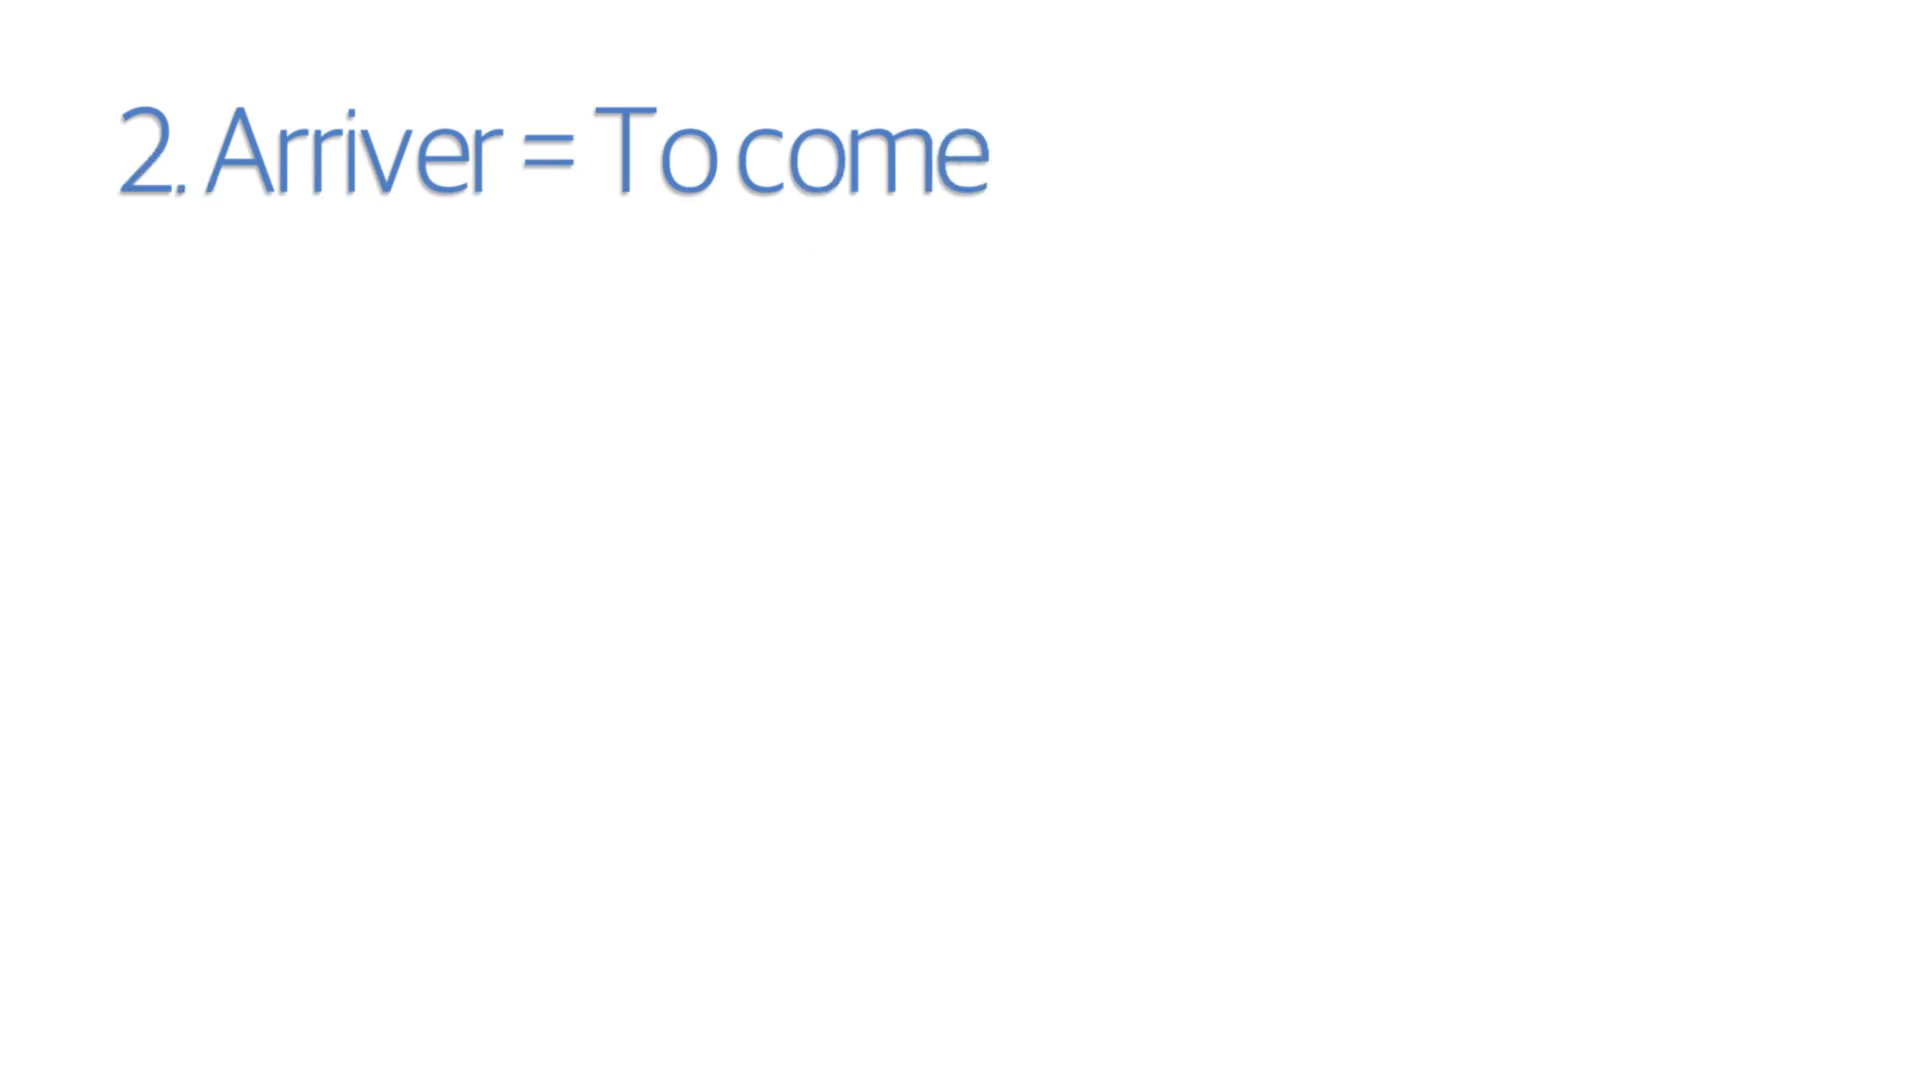 2. Arriver = To come